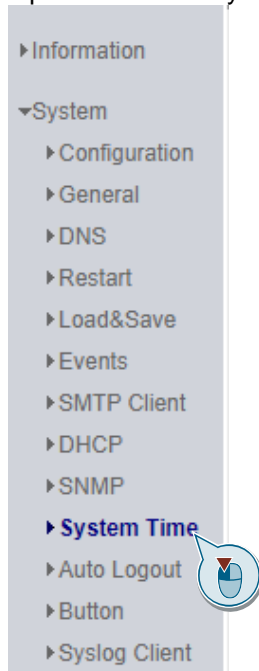 Information
System
Configuration
General
DNS
Restart
Load&Save
Events
SMTP Client
DHCP
SNMP
System Time
Auto Logout
Button
Syslog Client